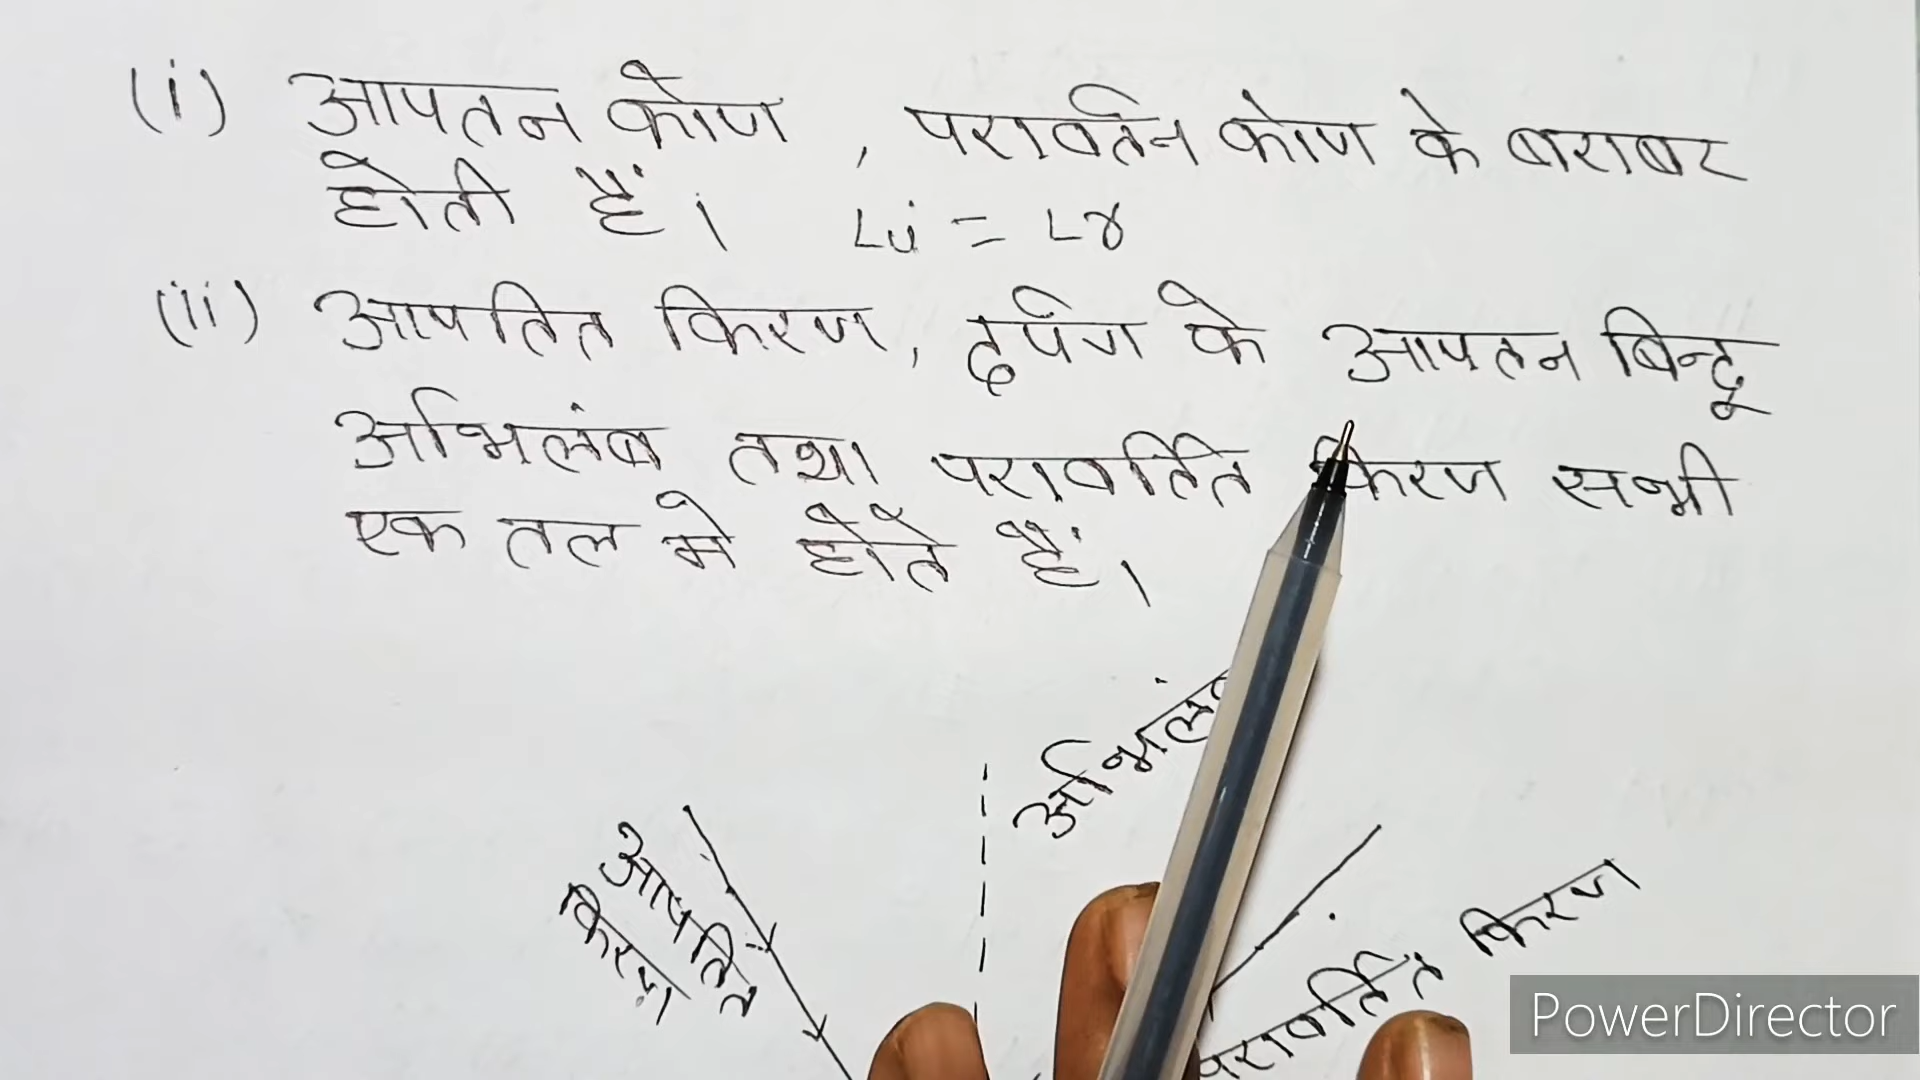 (i) आपतन कोण, परावर्तन कोण के बराबर
होती हैं। ∠i = ∠r
(ii) आपतित किरण, दर्पण के आपतन बिन्दू
अभिलंब तथा परावर्तित किरण सभी
एक तल मे होते हैं।
अभिलं
आपतित
किरण
परावर्तित किरण
PowerDirector